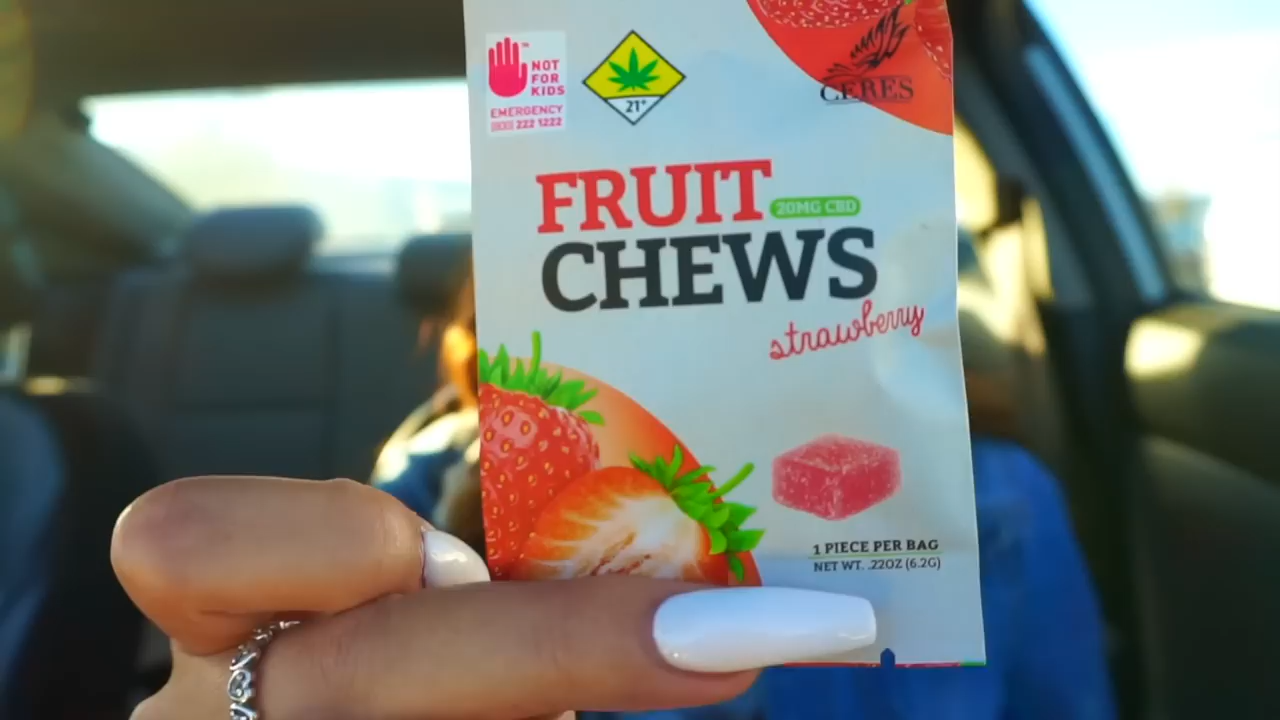 NOT
FOR
KIDS
EMERGENCY
(800) 222 1222
21+
CERES
FRUIT
20MG CBD
CHEWS
strawberry
1 PIECE PER BAG
NET WT. .22OZ (6.2G)